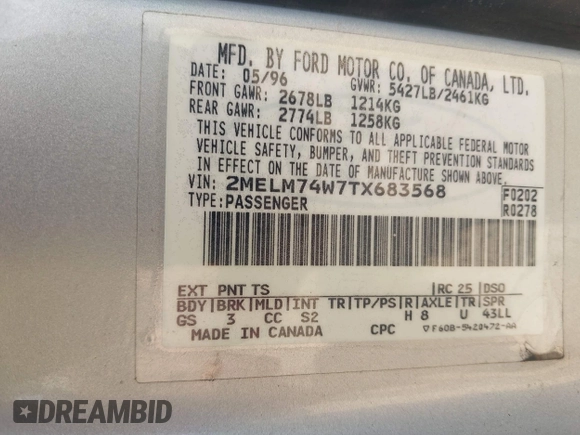 MFD. BY FORD MOTOR CO. OF CANADA, LTD.
DATE: 05/96 GVWR: 5427LB/2461KG
FRONT GAWR: 2678LB 1214KG
REAR GAWR: 2774LB 1258KG
THIS VEHICLE CONFORMS TO ALL APPLICABLE FEDERAL MOTOR
VEHICLE SAFETY, BUMPER, AND THEFT PREVENTION STANDARDS
IN EFFECT ON THE DATE OF MANUFACTURE SHOWN ABOVE.
VIN: 2MELM74W7TX683568 F0202
TYPE: PASSENGER R0278
EXT PNT TS RC 25 DSO
BDY BRK MLD INT TR TP/PS R AXLE TR SPR
GS 3 CC S2 H 8 U 43LL
MADE IN CANADA CPC F60B-5420472-AA
DREAMBID